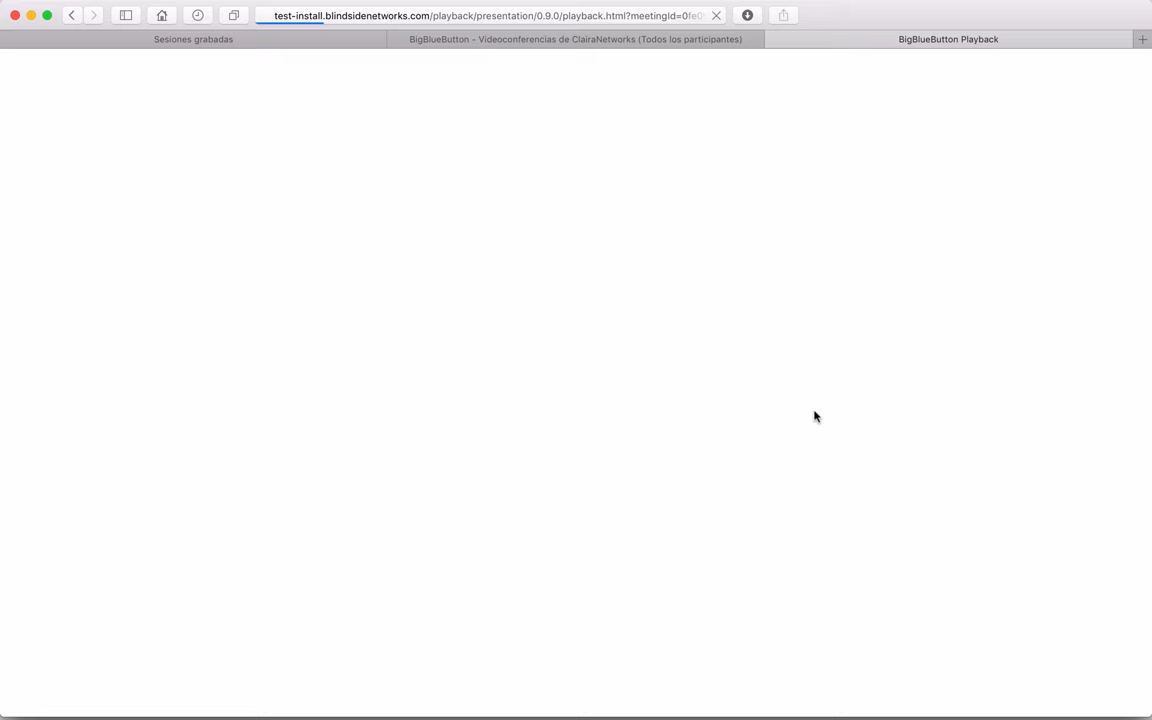 test-install.blindsidenetworks.com/playback/presentation/0.9.0/playback.html?meetingId=0fe0
Sesiones grabadas
BigBlueButton - Videoconferencias de ClairaNetworks (Todos los participantes)
BigBlueButton Playback